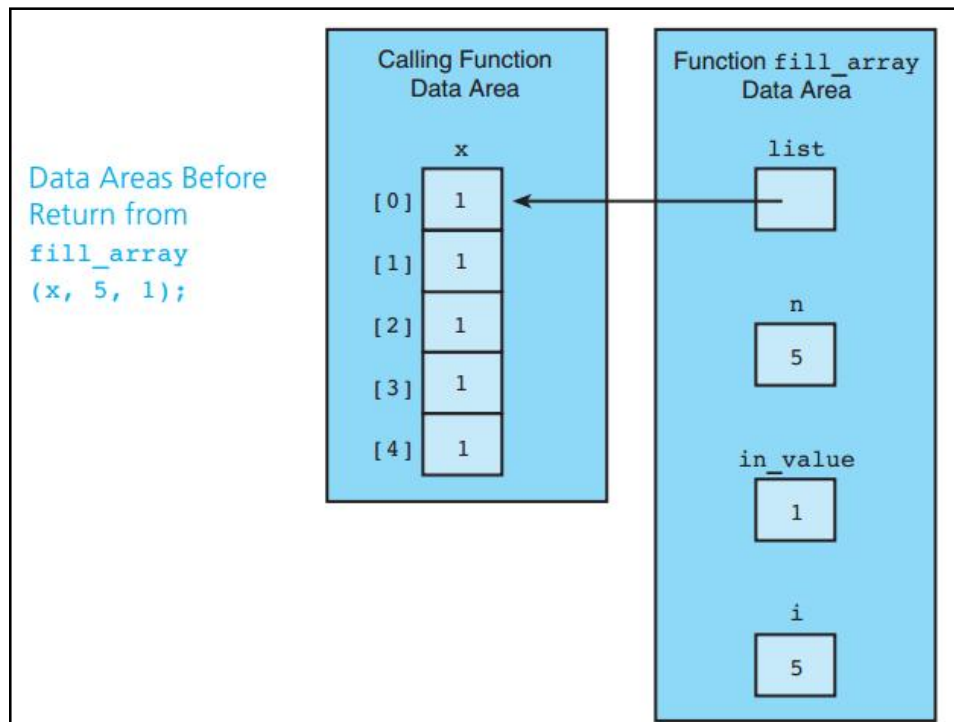 Data Areas Before
Return from
fill_array
(x, 5, 1);
Calling Function
Data Area
x
[0] 1
[1] 1
[2] 1
[3] 1
[4] 1
Function fill_array
Data Area
list
n
5
in_value
1
i
5